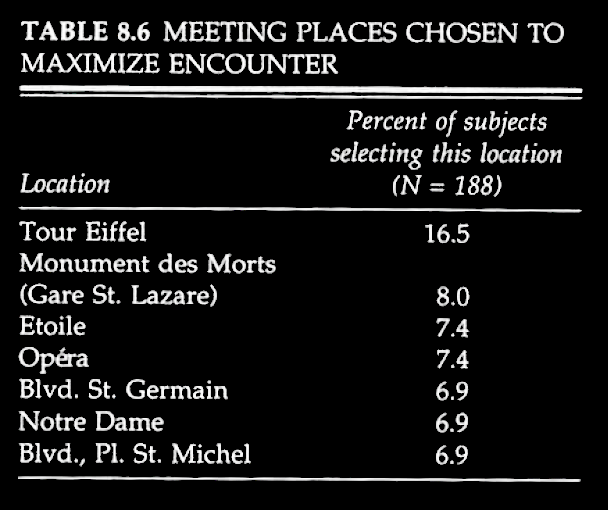 TABLE 8.6 MEETING PLACES CHOSEN TO
MAXIMIZE ENCOUNTER
Percent of subjects
selecting this location
Location (N = 188)
Tour Eiffel 16.5
Monument des Morts
(Gare St. Lazare) 8.0
Etoile 7.4
Opéra 7.4
Blvd. St. Germain 6.9
Notre Dame 6.9
Blvd., Pl. St. Michel 6.9